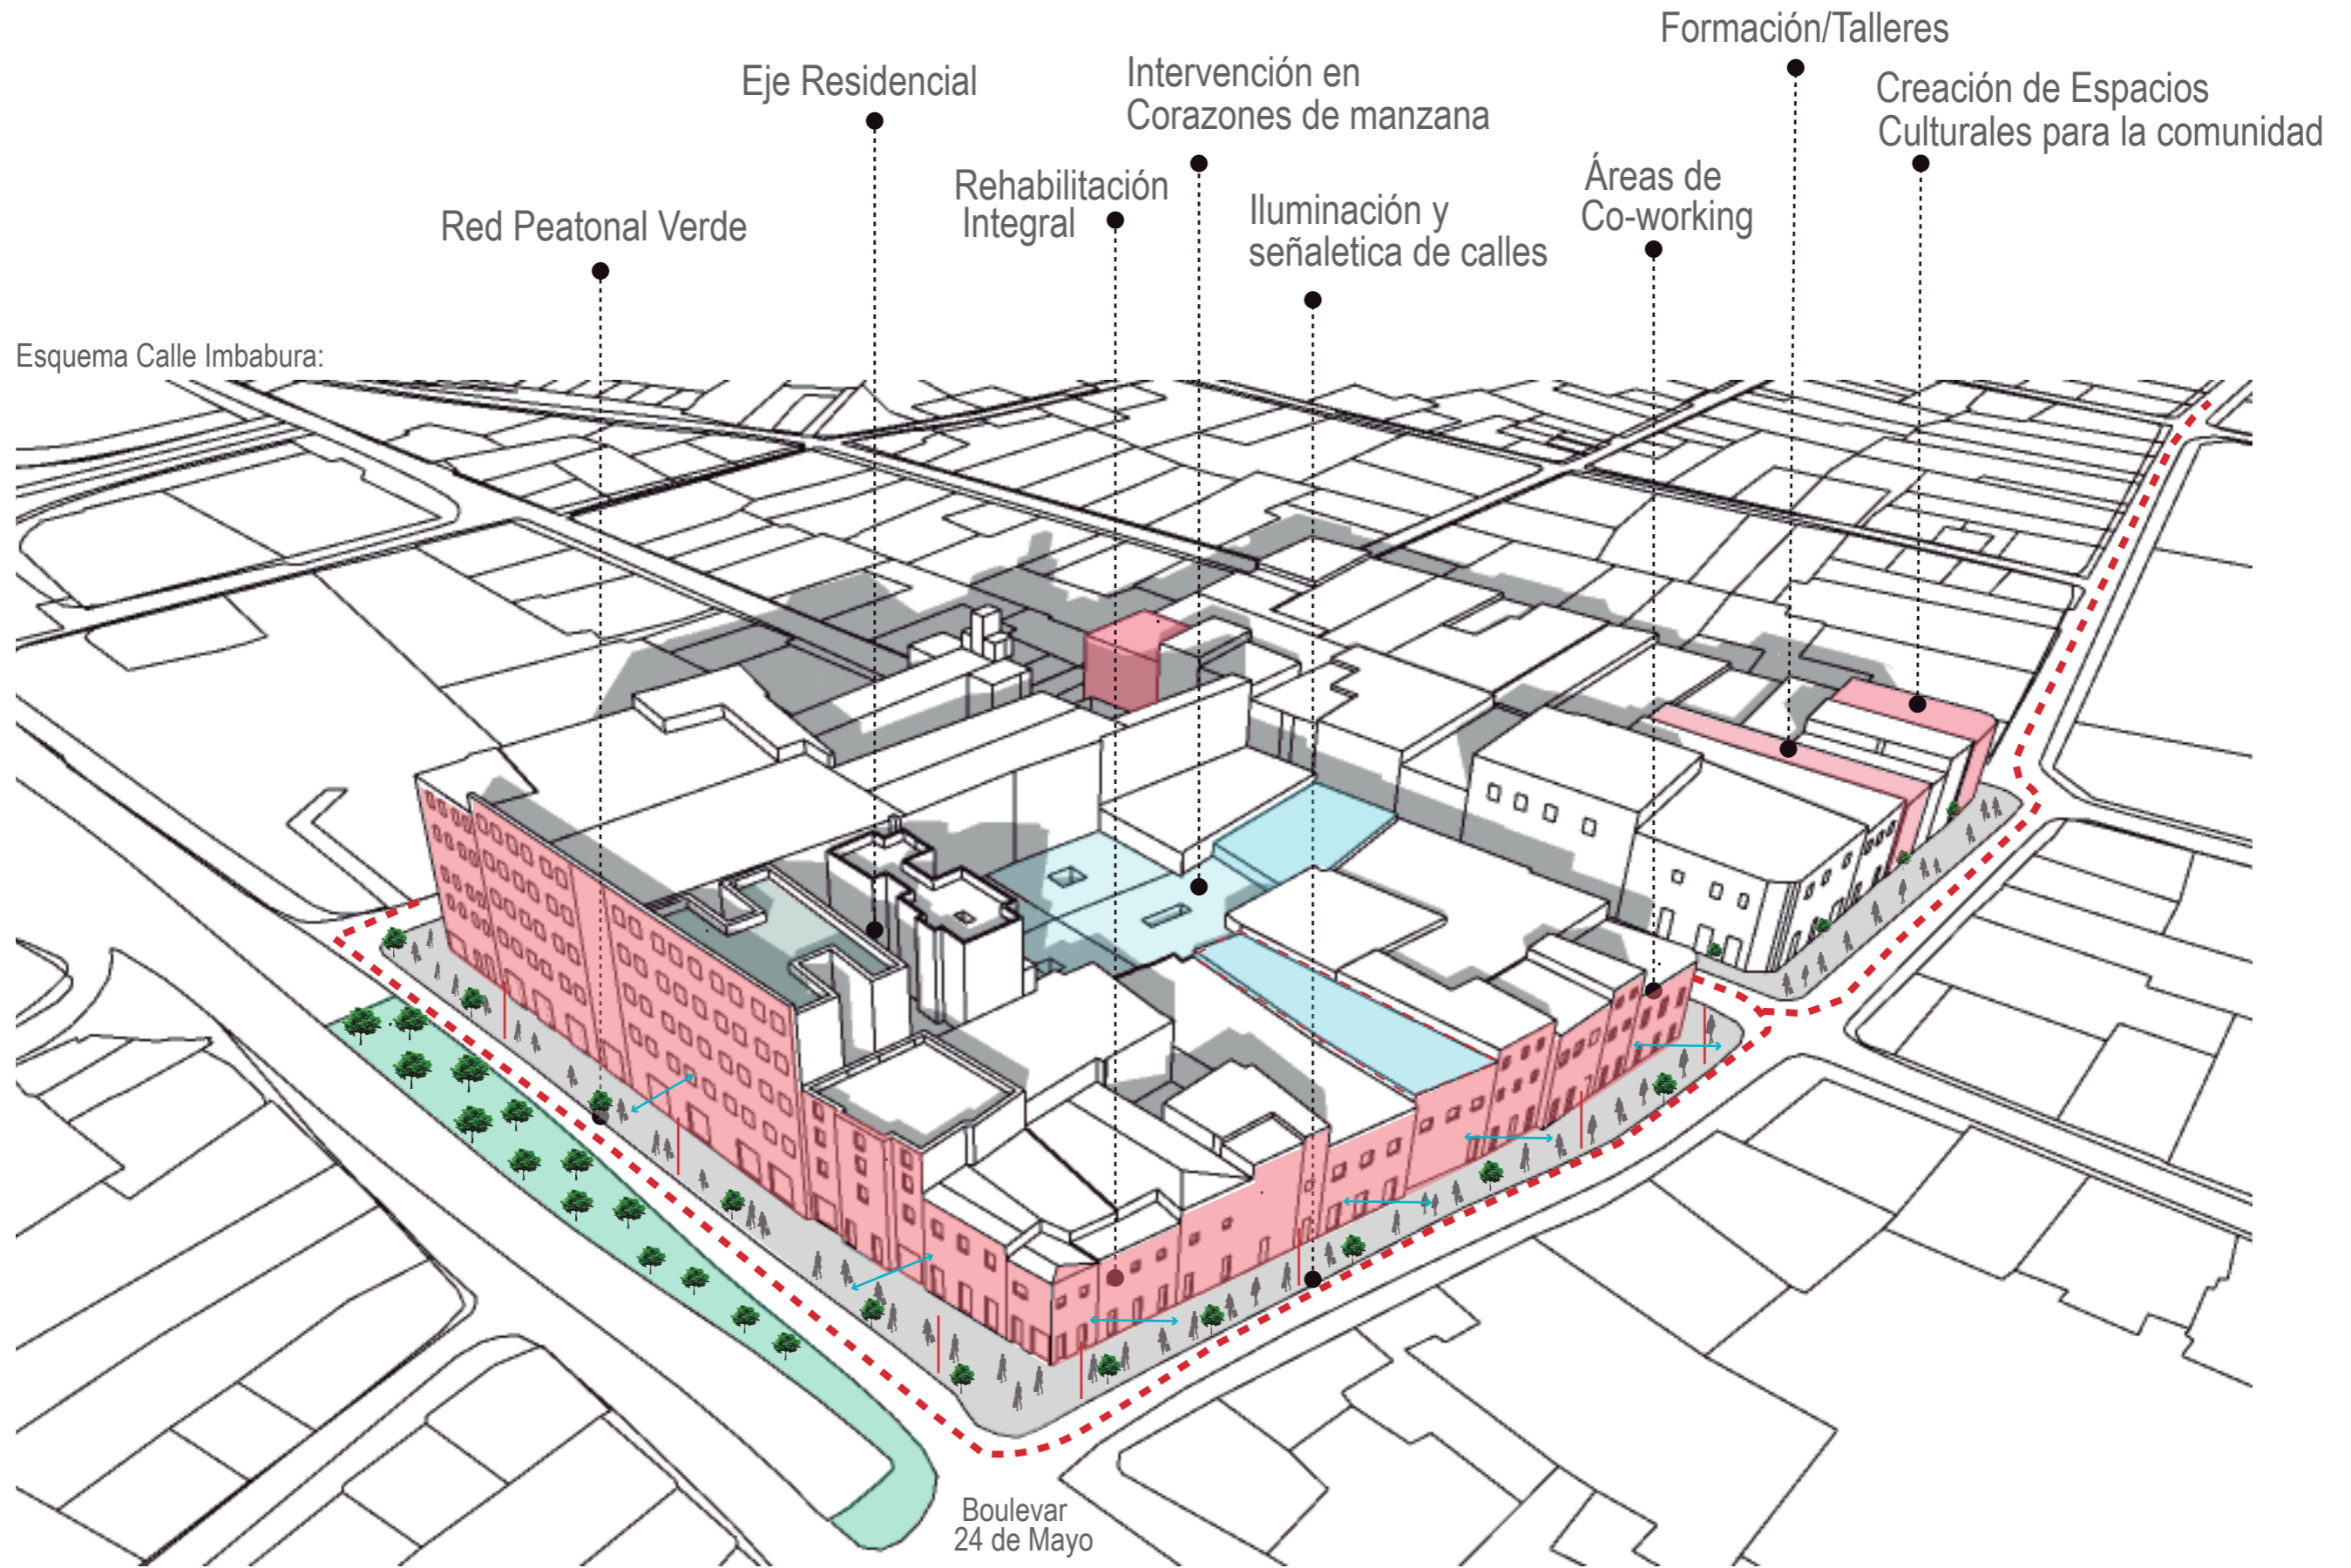 Formación/Talleres
Eje Residencial
Intervención en
Corazones de manzana
Creación de Espacios
Culturales para la comunidad
Rehabilitación
Integral
Áreas de
Co-working
Red Peatonal Verde
Iluminación y
señaletica de calles
Esquema Calle Imbabura:
Boulevar
24 de Mayo